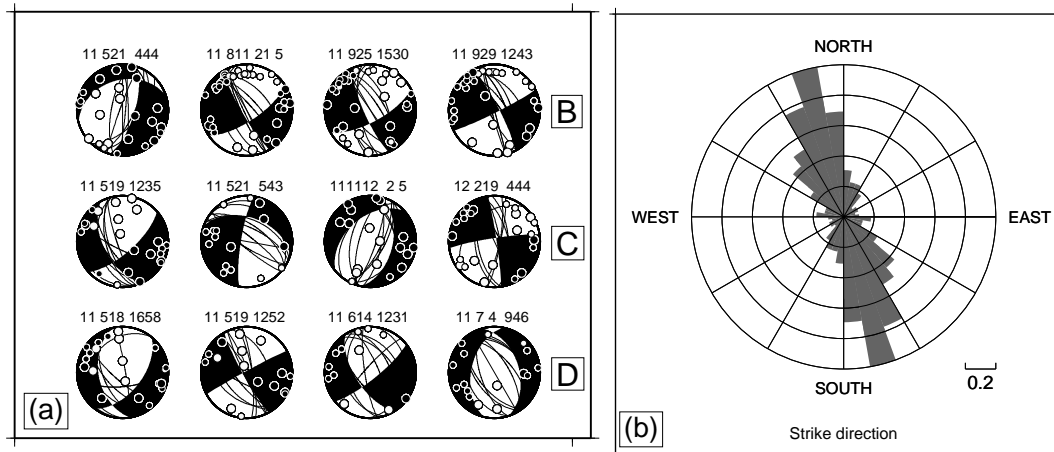 11 521 444
11 811 21 5
11 925 1530
11 929 1243
B
11 519 1235
11 521 543
111112 2 5
12 219 444
C
11 518 1658
11 519 1252
11 614 1231
11 7 4 946
D
(a)
NORTH
WEST
EAST
SOUTH
0.2
(b)
Strike direction